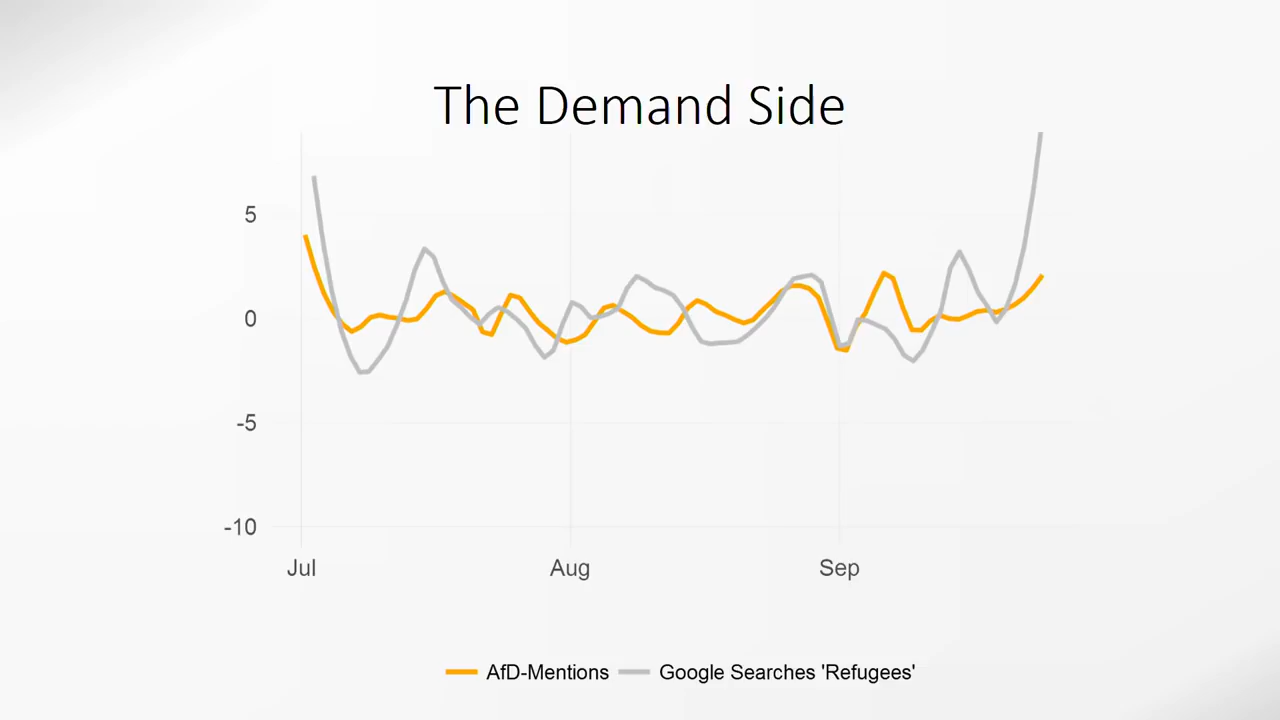 The Demand Side
5
0
-5
-10
Jul Aug Sep
AfD-Mentions Google Searches 'Refugees'